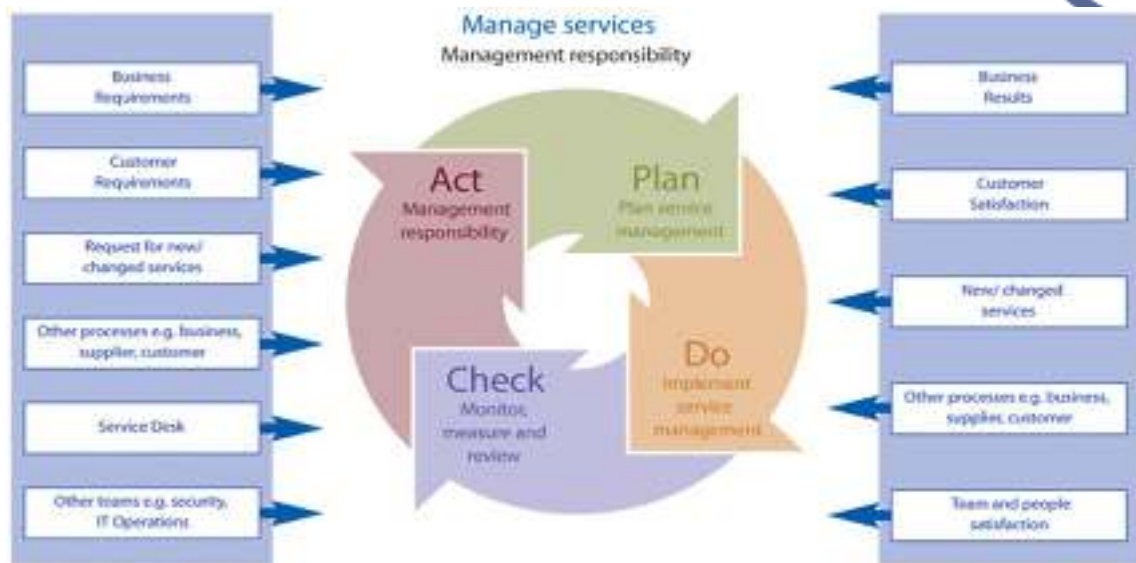 Manage services
Management responsibility
Business
Requirements
Customer
Requirements
Request for new/
changed services
Other processes e.g. business,
supplier, customer
Service Desk
Other teams e.g. security,
IT Operations
Act
Management
responsibility
Plan
Plan service
management
Check
Monitor,
measure and
review
Do
Implement
service
management
Business
Results
Customer
Satisfaction
New/ changed
services
Other processes e.g. business,
supplier, customer
Team and people
satisfaction